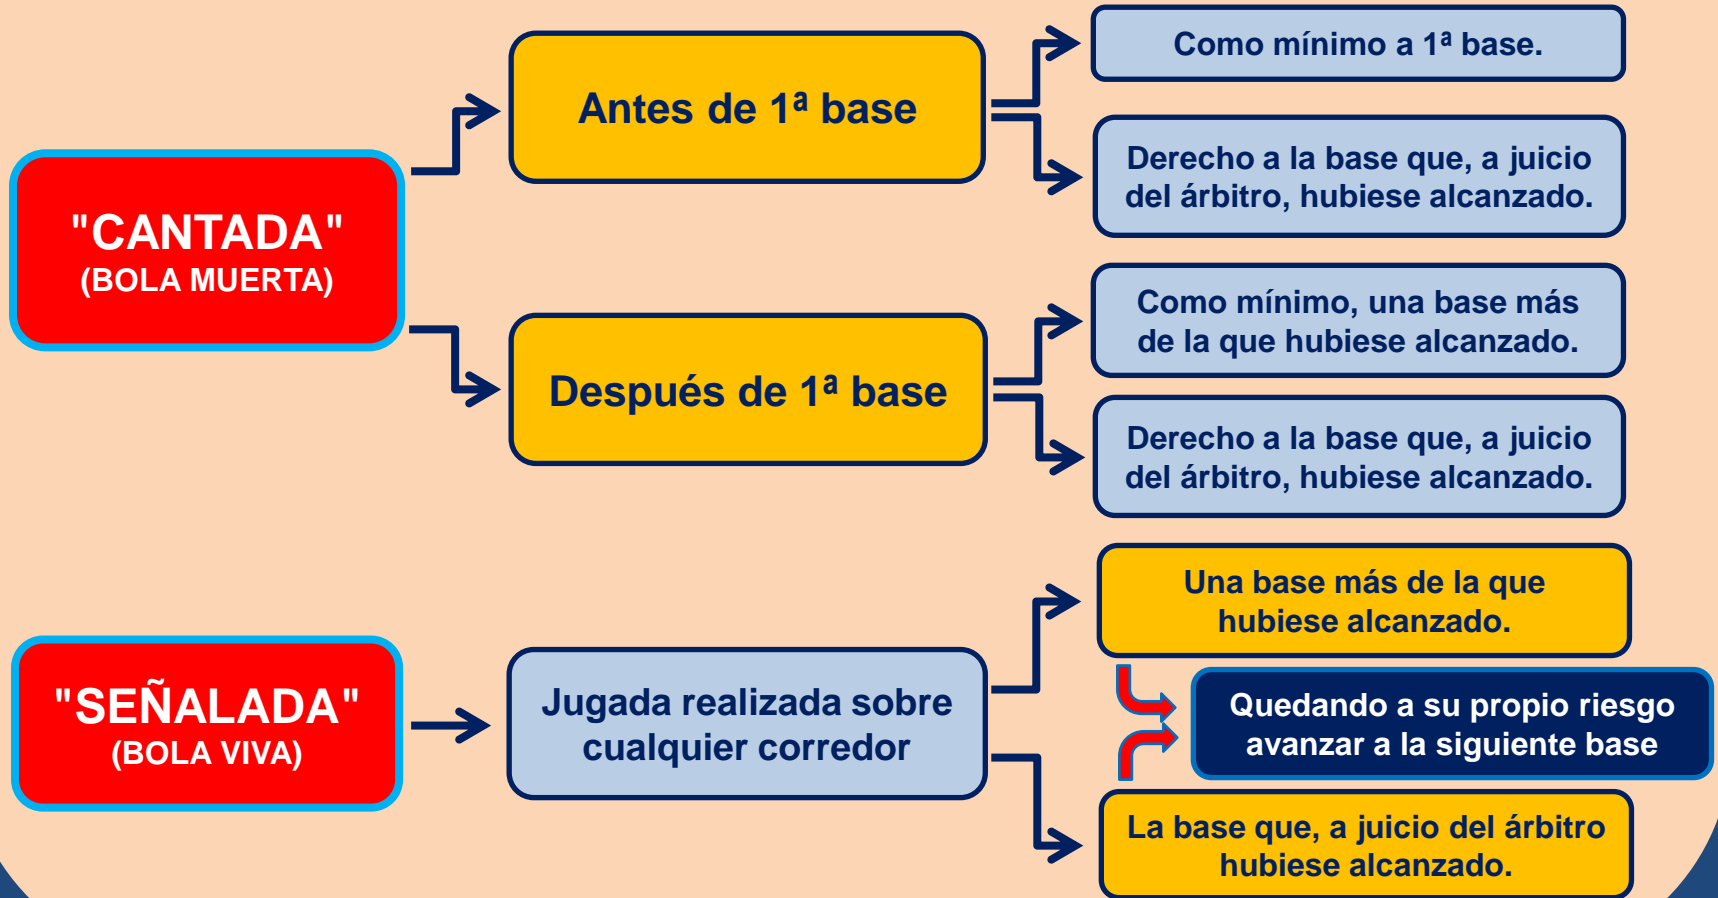 "CANTADA"
(BOLA MUERTA)
Antes de 1ª base
Como mínimo a 1ª base.
Derecho a la base que, a juicio
del árbitro, hubiese alcanzado.
Después de 1ª base
Como mínimo, una base más
de la que hubiese alcanzado.
Derecho a la base que, a juicio
del árbitro, hubiese alcanzado.
"SEÑALADA"
(BOLA VIVA)
Jugada realizada sobre
cualquier corredor
Una base más de la que
hubiese alcanzado.
Quedando a su propio riesgo
avanzar a la siguiente base
La base que, a juicio del árbitro
hubiese alcanzado.